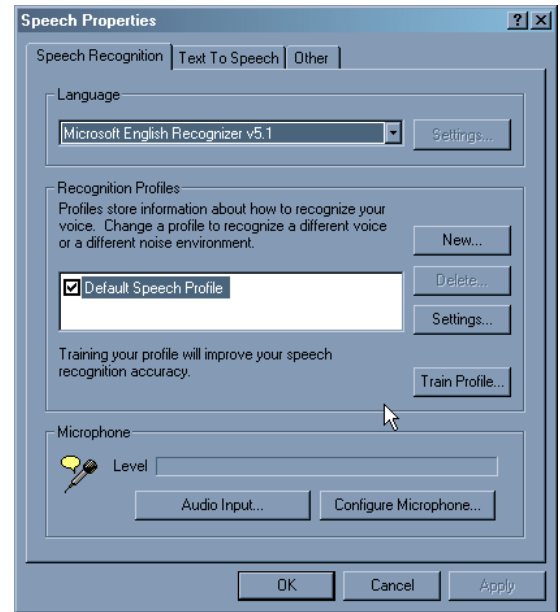 Speech Properties
Speech Recognition Text To Speech Other
Language
Microsoft English Recognizer v5.1
Settings...
Recognition Profiles
Profiles store information about how to recognize your
voice. Change a profile to recognize a different voice
or a different noise environment.
New...
Default Speech Profile
Delete...
Settings...
Training your profile will improve your speech
recognition accuracy.
Train Profile...
Microphone
Level
Audio Input... Configure Microphone...
OK Cancel Apply